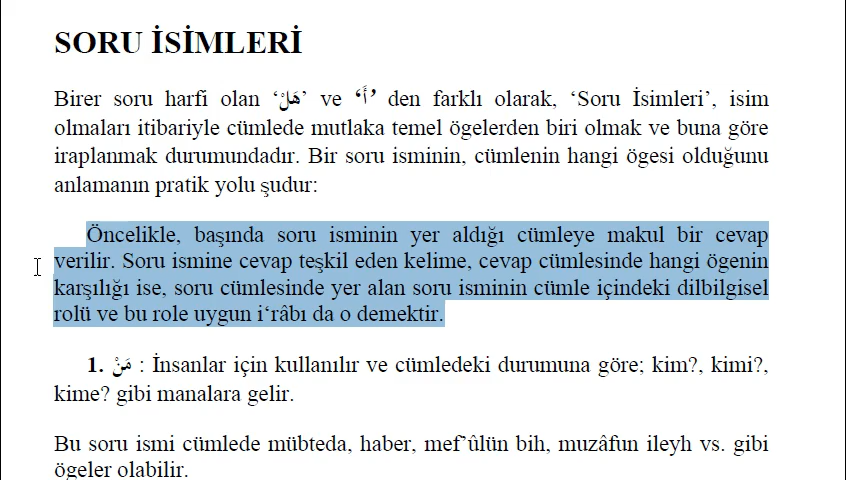 SORU İSİMLERİ
Birer soru harfi olan ‘هَلْ’ ve ‘أَ’ den farklı olarak, ‘Soru İsimleri’, isim
olmaları itibariyle cümlede mutlaka temel ögelerden biri olmak ve buna göre
iraplanmak durumundadır. Bir soru isminin, cümlenin hangi ögesi olduğunu
anlamanın pratik yolu şudur:
Öncelikle, başında soru isminin yer aldığı cümleye makul bir cevap
verilir. Soru ismine cevap teşkil eden kelime, cevap cümlesinde hangi ögenin
karşılığı ise, soru cümlesinde yer alan soru isminin cümle içindeki dilbilgisel
rolü ve bu role uygun i‘râbı da o demektir.
1. مَنْ : İnsanlar için kullanılır ve cümledeki durumuna göre; kim?, kimi?,
kime? gibi manalara gelir.
Bu soru ismi cümlede mübteda, haber, mef’ûlün bih, muzâfun ileyh vs. gibi
ögeler olabilir.